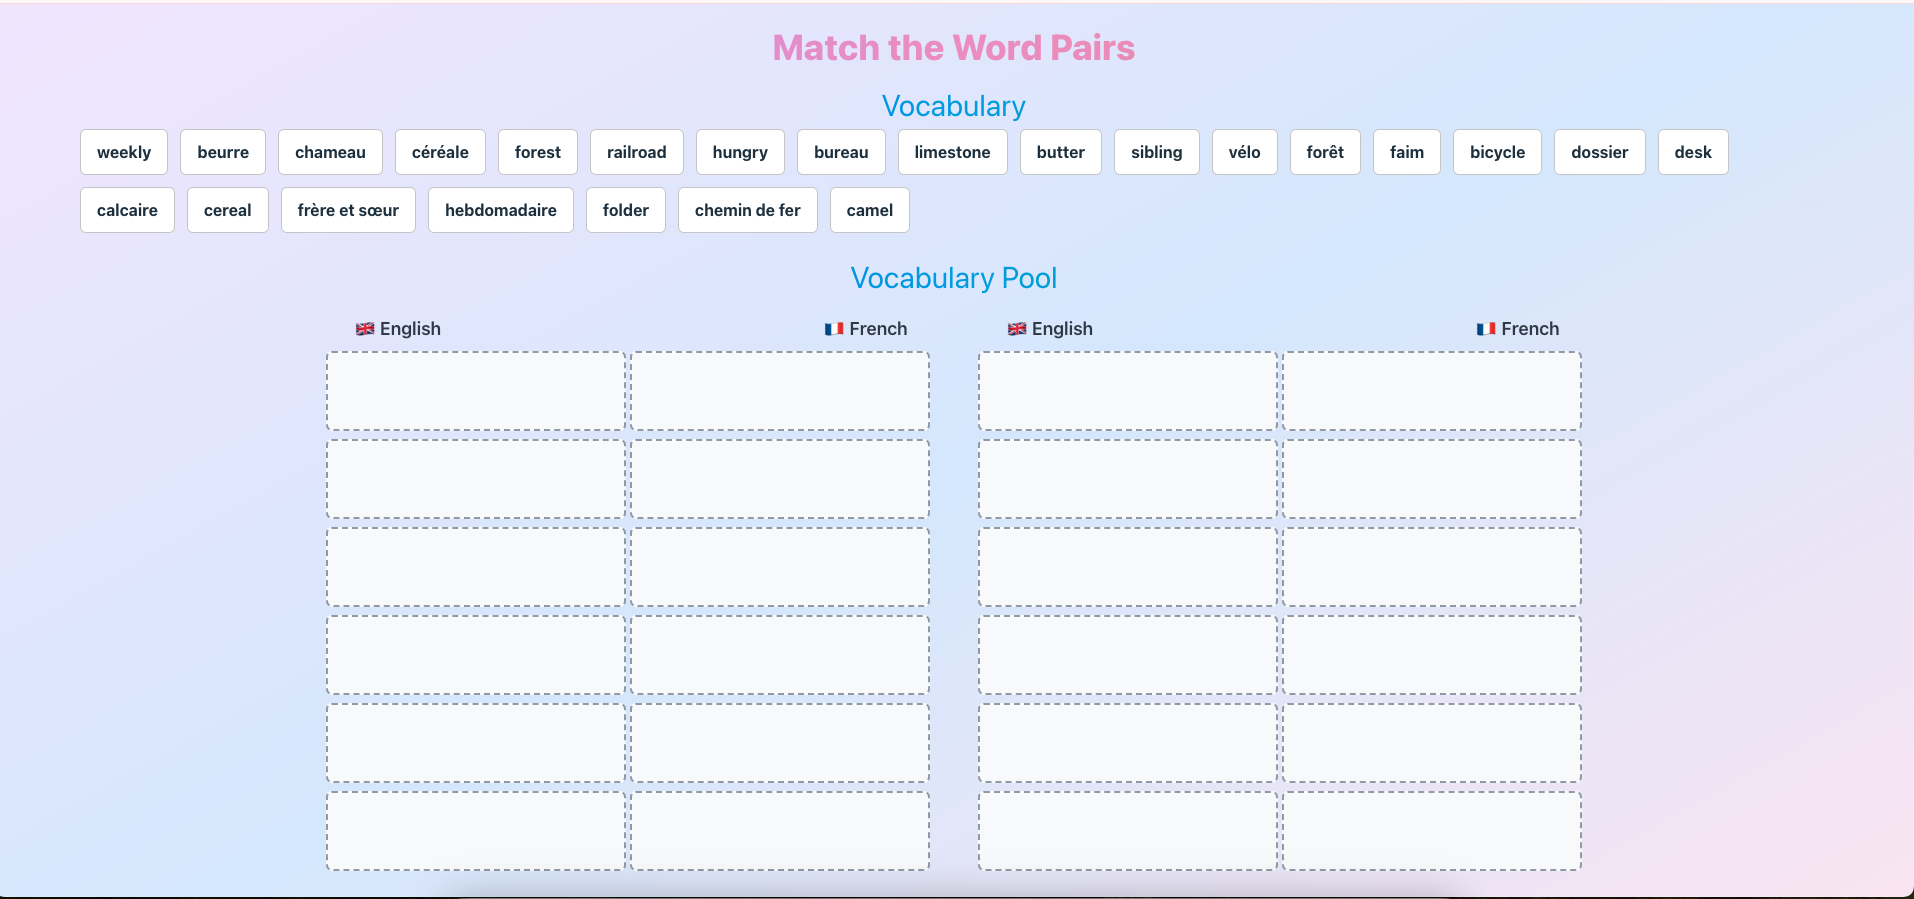 Match the Word Pairs
Vocabulary
weekly beurre chameau céréale forest railroad hungry bureau limestone butter sibling vélo forêt faim bicycle dossier desk
calcaire cereal frère et sœur hebdomadaire folder chemin de fer camel
Vocabulary Pool
🇬🇧 English 🇫🇷 French 🇬🇧 English 🇫🇷 French